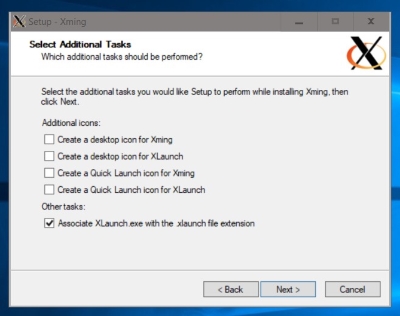 Setup - Xming
Select Additional Tasks
Which additional tasks should be performed?
Select the additional tasks you would like Setup to perform while installing Xming, then
click Next.
Additional icons:
Create a desktop icon for Xming
Create a desktop icon for XLaunch
Create a Quick Launch icon for Xming
Create a Quick Launch icon for XLaunch
Other tasks:
Associate XLaunch.exe with the .xlaunch file extension
< Back
Next >
Cancel